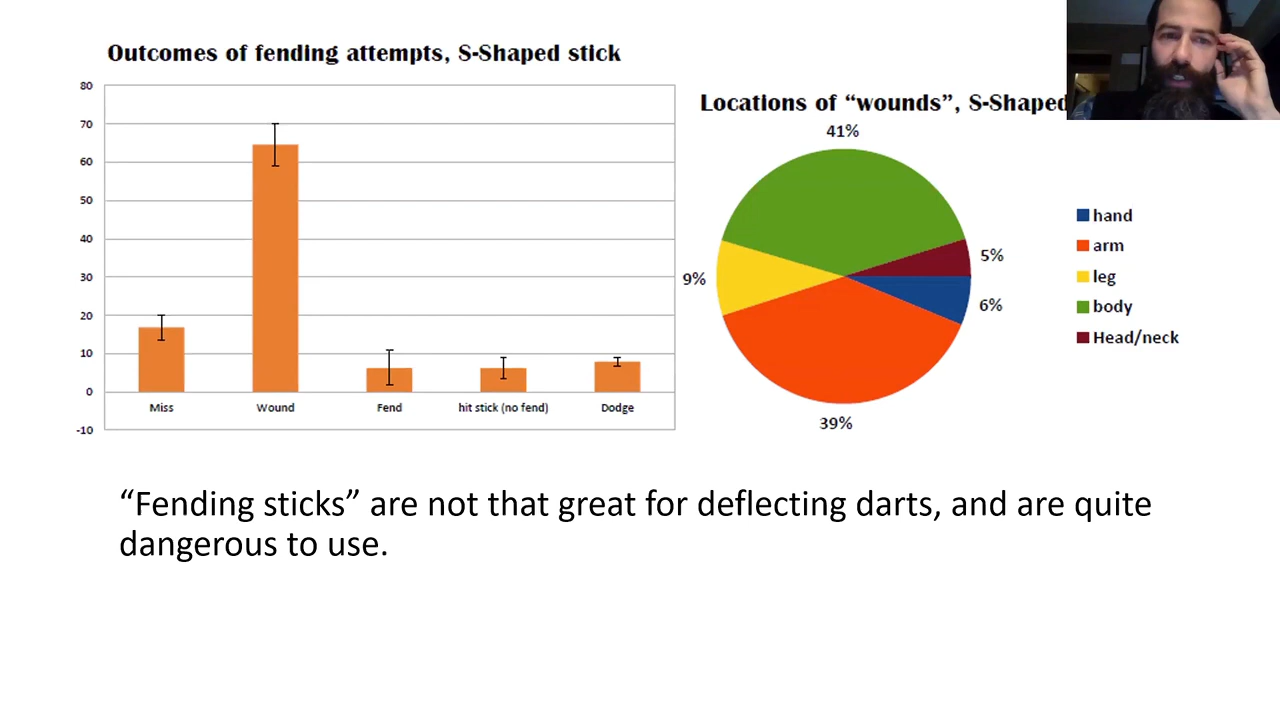 Outcomes of fending attempts, S-Shaped stick
80
70
60
50
40
30
20
10
0
-10
Miss
Wound
Fend
hit stick (no fend)
Dodge
Locations of “wounds”, S-Shaped
41%
5%
6%
39%
9%
hand
arm
leg
body
Head/neck
“Fending sticks” are not that great for deflecting darts, and are quite
dangerous to use.